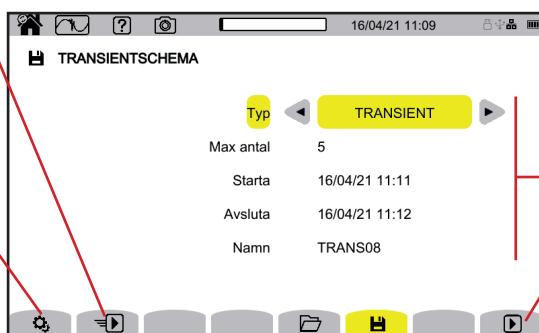 16/04/21 11:09
TRANSIENTSCHEMA
Typ TRANSIENT
Max antal 5
Starta 16/04/21 11:11
Avsluta 16/04/21 11:12
Namn TRANS08